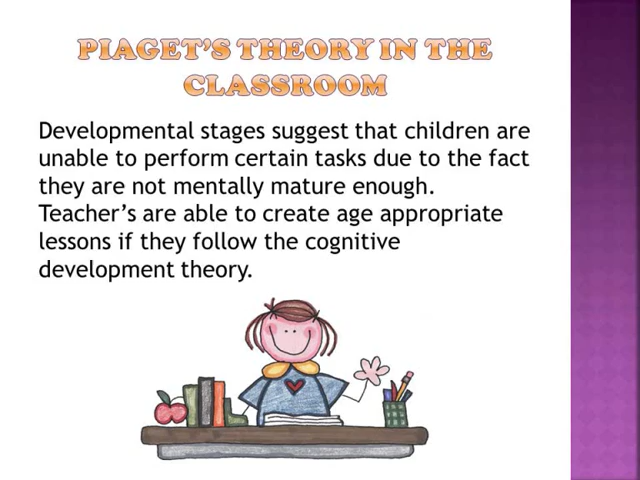 PIAGET'S THEORY IN THE
CLASSROOM
Developmental stages suggest that children are
unable to perform certain tasks due to the fact
they are not mentally mature enough.
Teacher's are able to create age appropriate
lessons if they follow the cognitive
development theory.